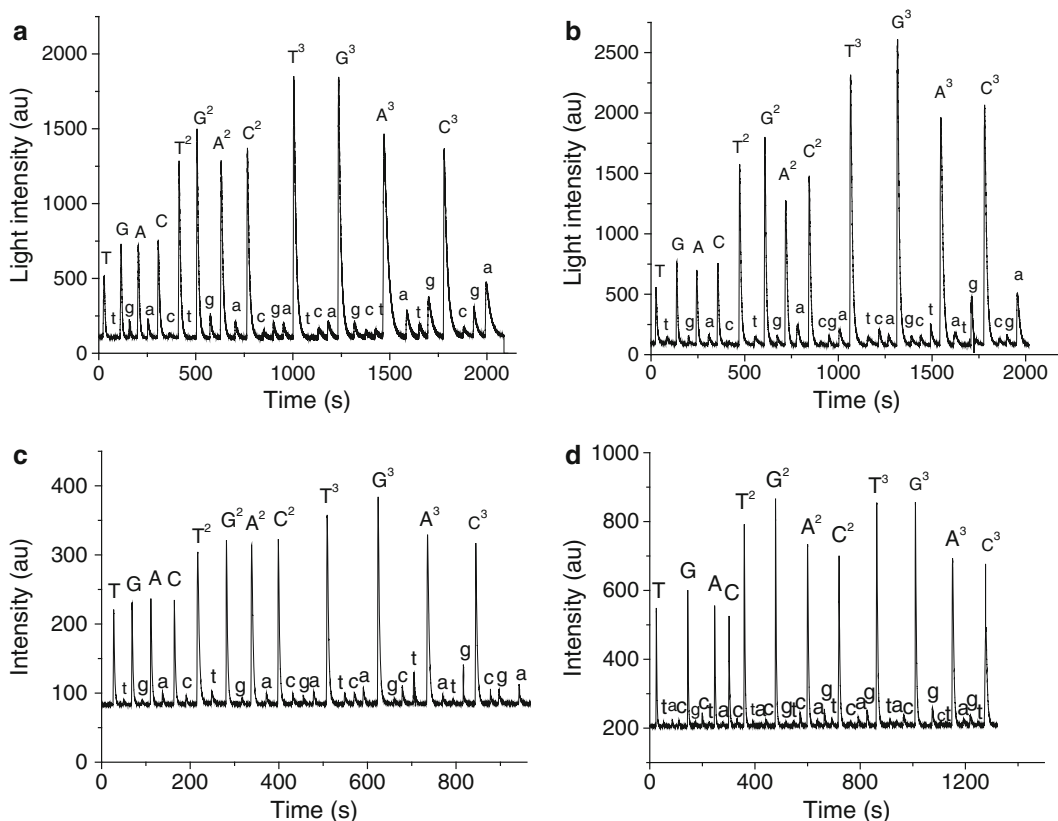 a
Light intensity (au)
2000
1500
1000
500
0
T t G g A a C c T² t G² g A² a C² c g a T³ t c a G³ g c t A³ a t g C³ c g a
0 500 1000 1500 2000
Time (s)
b
Light intensity (au)
2500
2000
1500
1000
500
0
T a G g A a C c T² t G² g A² a C² c g a T³ t c a G³ g c t A³ a t g C³ c g a
0 500 1000 1500 2000
Time (s)
c
Intensity (au)
400
300
200
100
0
T t G g A a C c T² t G² g A² a C² c g a T³ t c a G³ g c t A³ a t g C³ c g a
0 200 400 600 800
Time (s)
d
Intensity (au)
1000
800
600
400
200
T t a c G g c t A a C c T² t a c G² g t c A² a g t C² c a g T³ t a c G³ g c t A³ a g t C³
0 400 800 1200
Time (s)